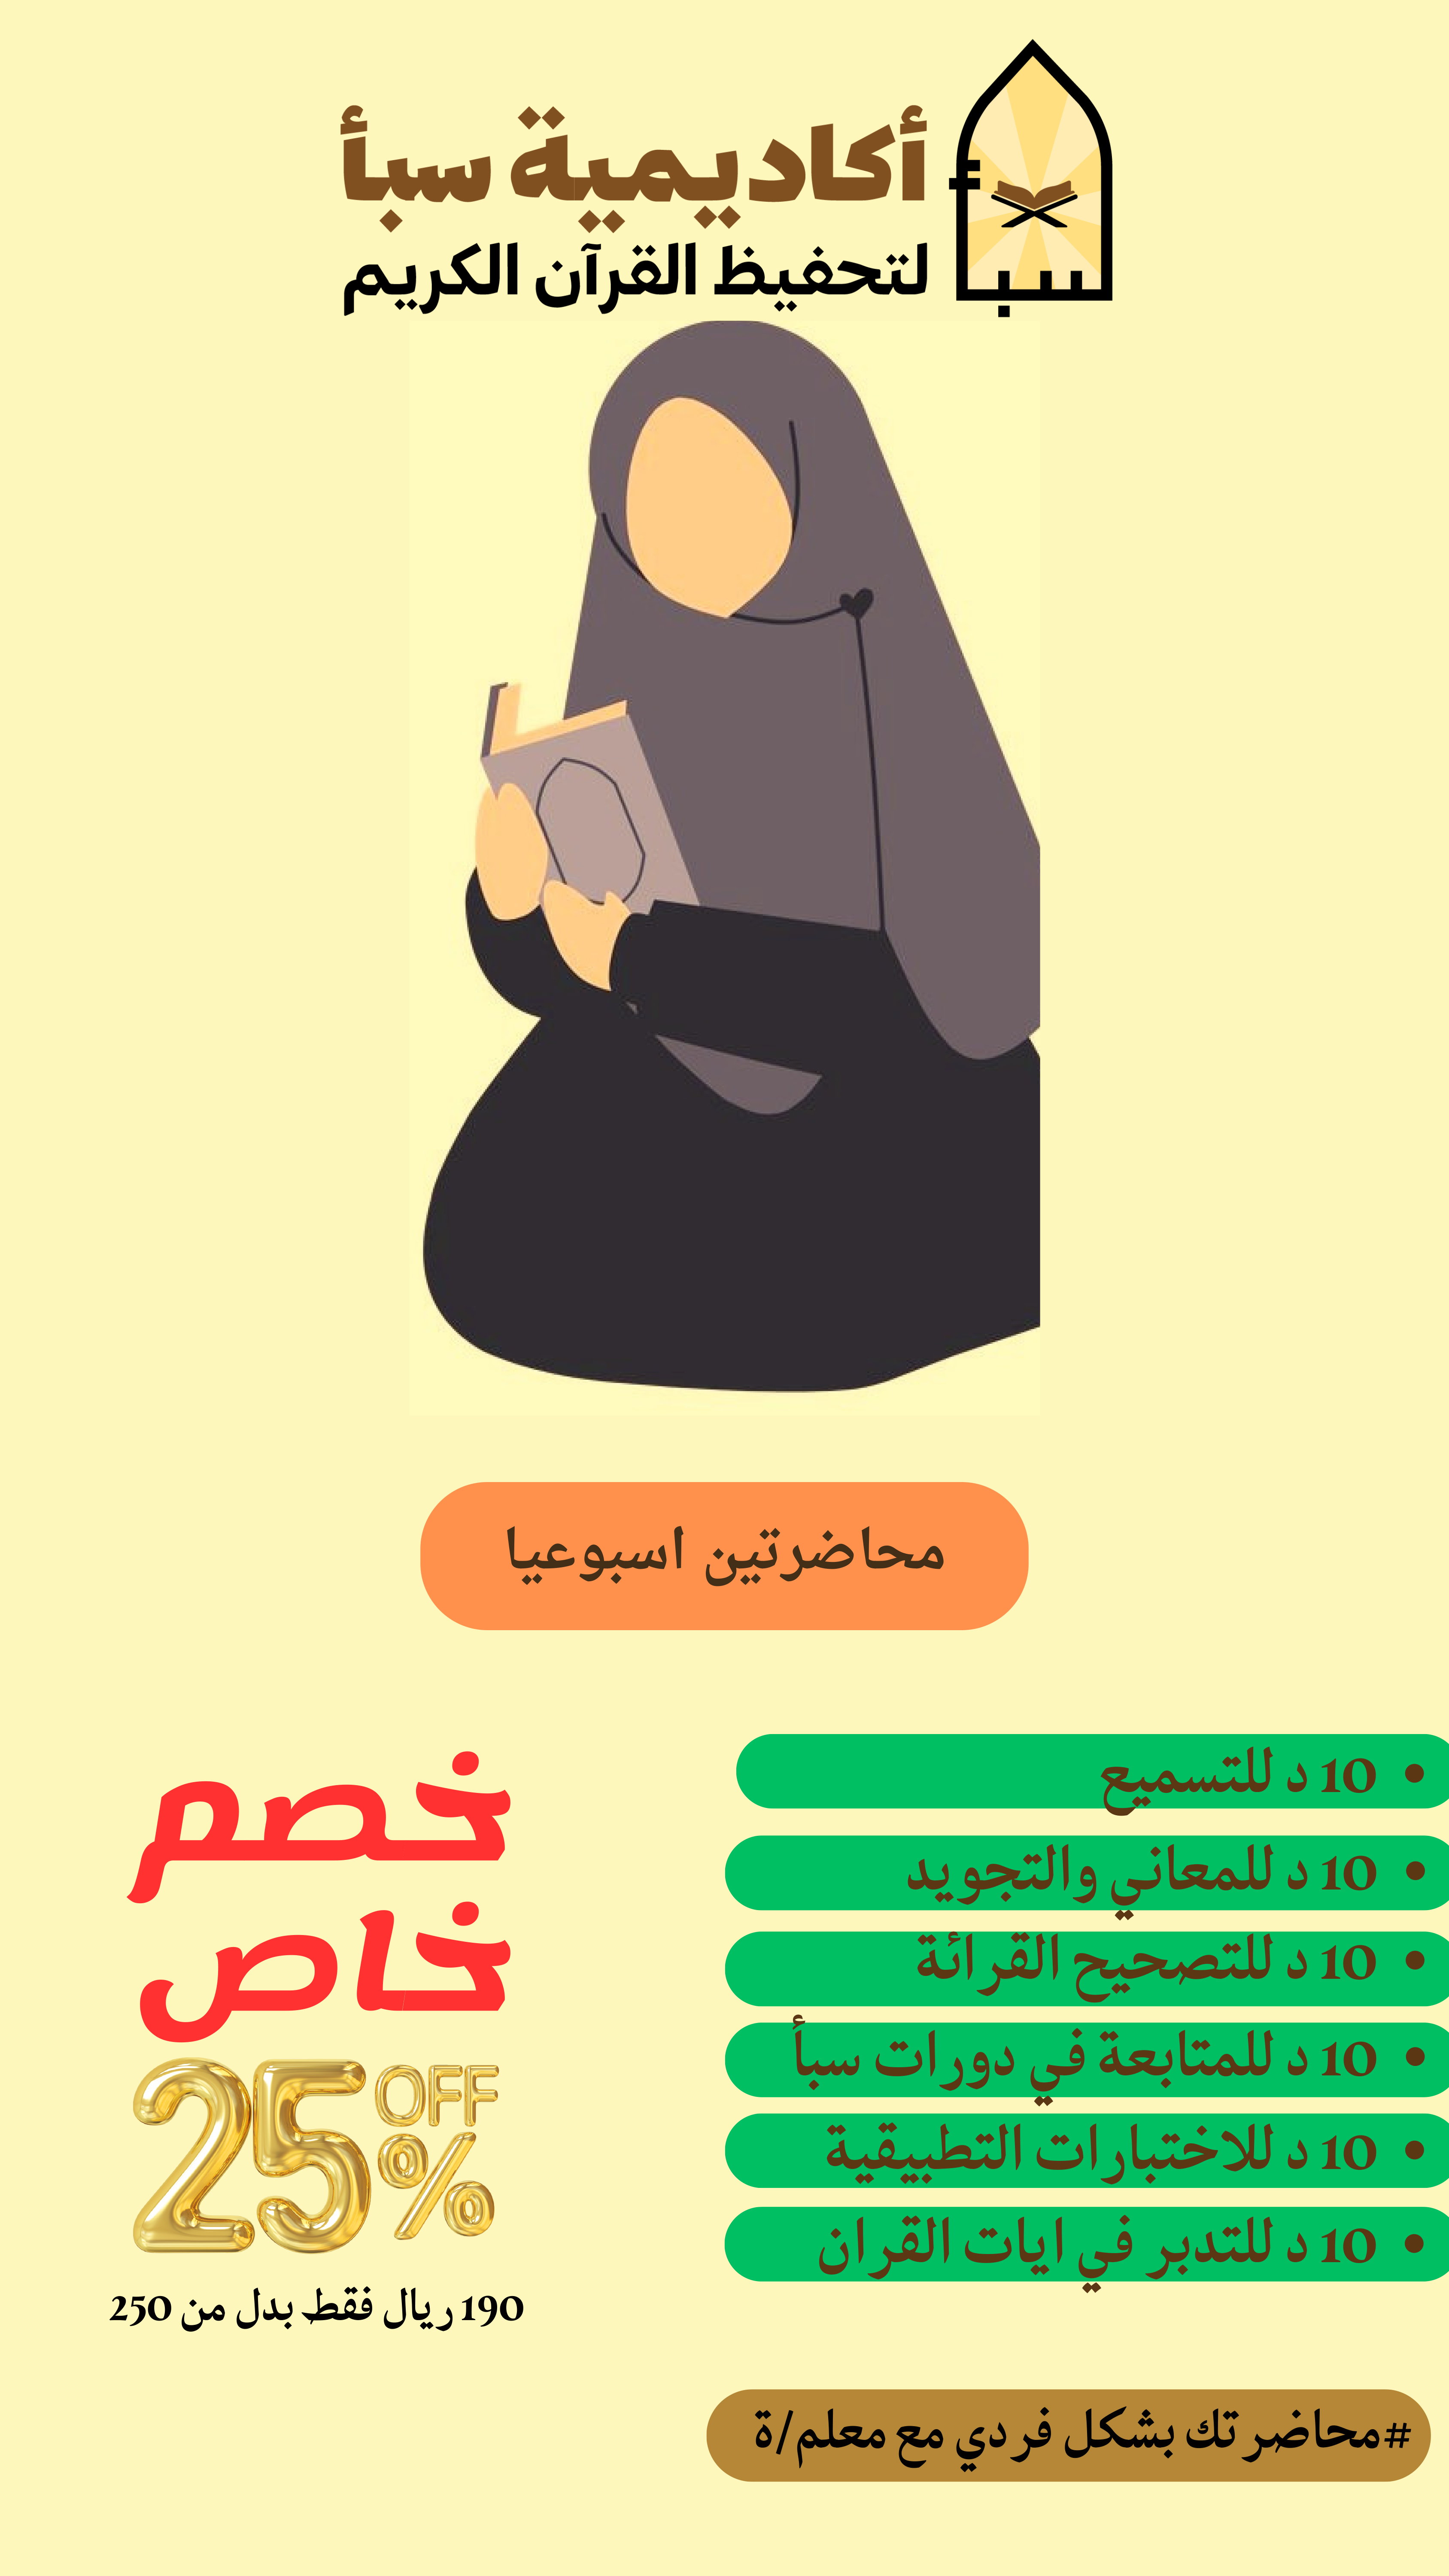 أكاديمية سبأ
لتحفيظ القرآن الكريم
سبأ
محاضرتين اسبوعيا
10 د للتسميع
10 د للمعاني والتجويد
10 د للتصحيح القرائة
10 د للمتابعة في دورات سبأ
10 د للاختبارات التطبيقية
10 د للتدبر في ايات القران
خصم
خاص
25% OFF
190 ريال فقط بدل من 250
#محاضرتك بشكل فردي مع معلم/ة